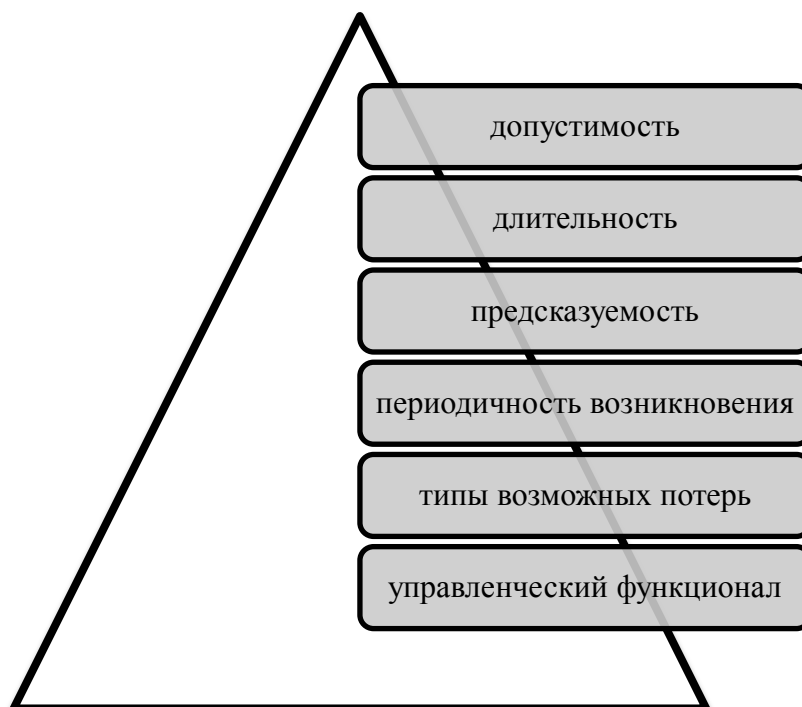 допустимость
длительность
предсказуемость
периодичность возникновения
типы возможных потерь
управленческий функционал